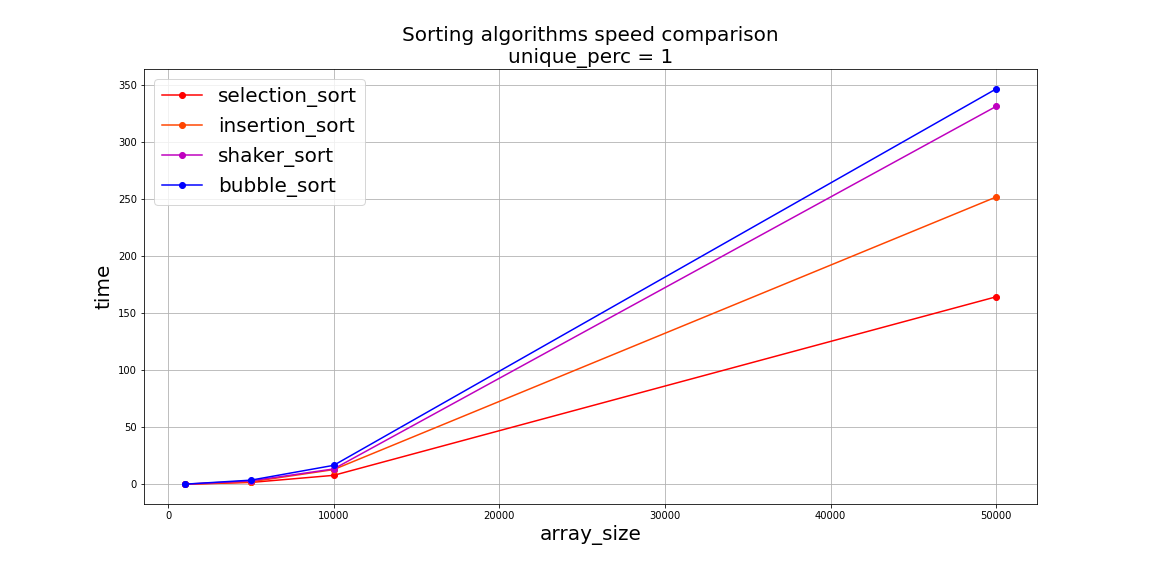 Sorting algorithms speed comparison
unique_perc = 1
selection_sort
insertion_sort
shaker_sort
bubble_sort
time
350
300
250
200
150
100
50
0
0 10000 20000 30000 40000 50000
array_size